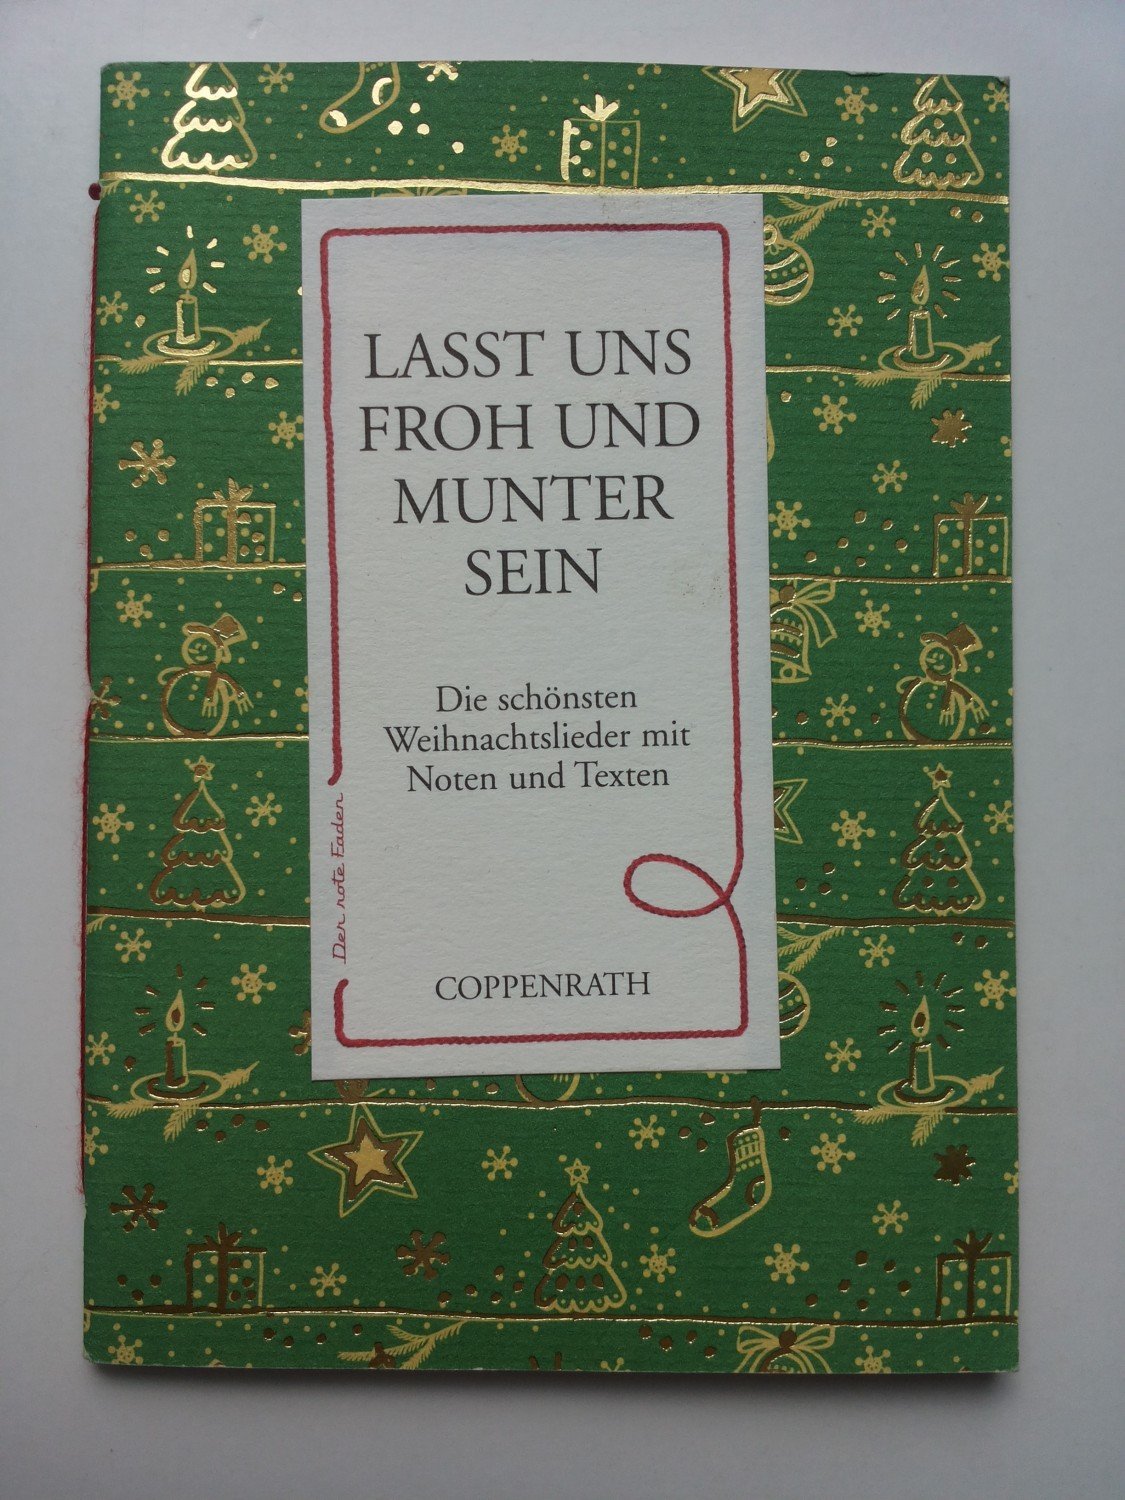 LASST UNS
FROH UND
MUNTER
SEIN
Die schönsten
Weihnachtslieder mit
Noten und Texten
Der rote Faden
COPPENRATH